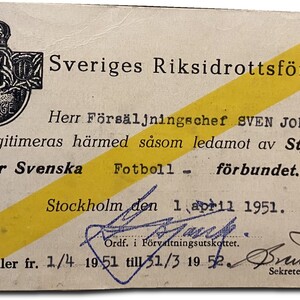 Sveriges Riksidrottsför
Herr Försäljningschef SVEN JO
gitimeras härmed såsom ledamot av St
r Svenska Fotboll - förbundet.
Stockholm den 1 april 1951.
Ordf. i Förvaltningsutskottet.
Sekrete
ler fr. 1/4 1951 till 31/3 1952.